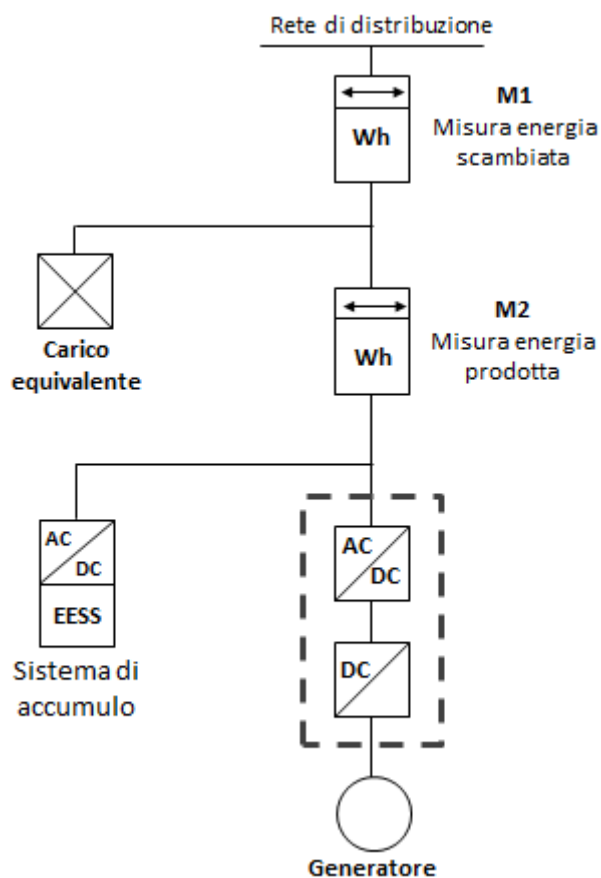 Rete di distribuzione
M1
Misura energia
scambiata
Wh
Carico
equivalente
M2
Misura energia
prodotta
Wh
AC
DC
EESS
Sistema di
accumulo
AC
DC
DC
Generatore